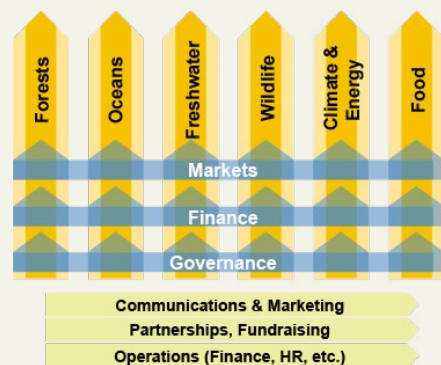 Forests
Oceans
Freshwater
Wildlife
Climate &
Energy
Food
Markets
Finance
Governance
Communications & Marketing
Partnerships, Fundraising
Operations (Finance, HR, etc.)